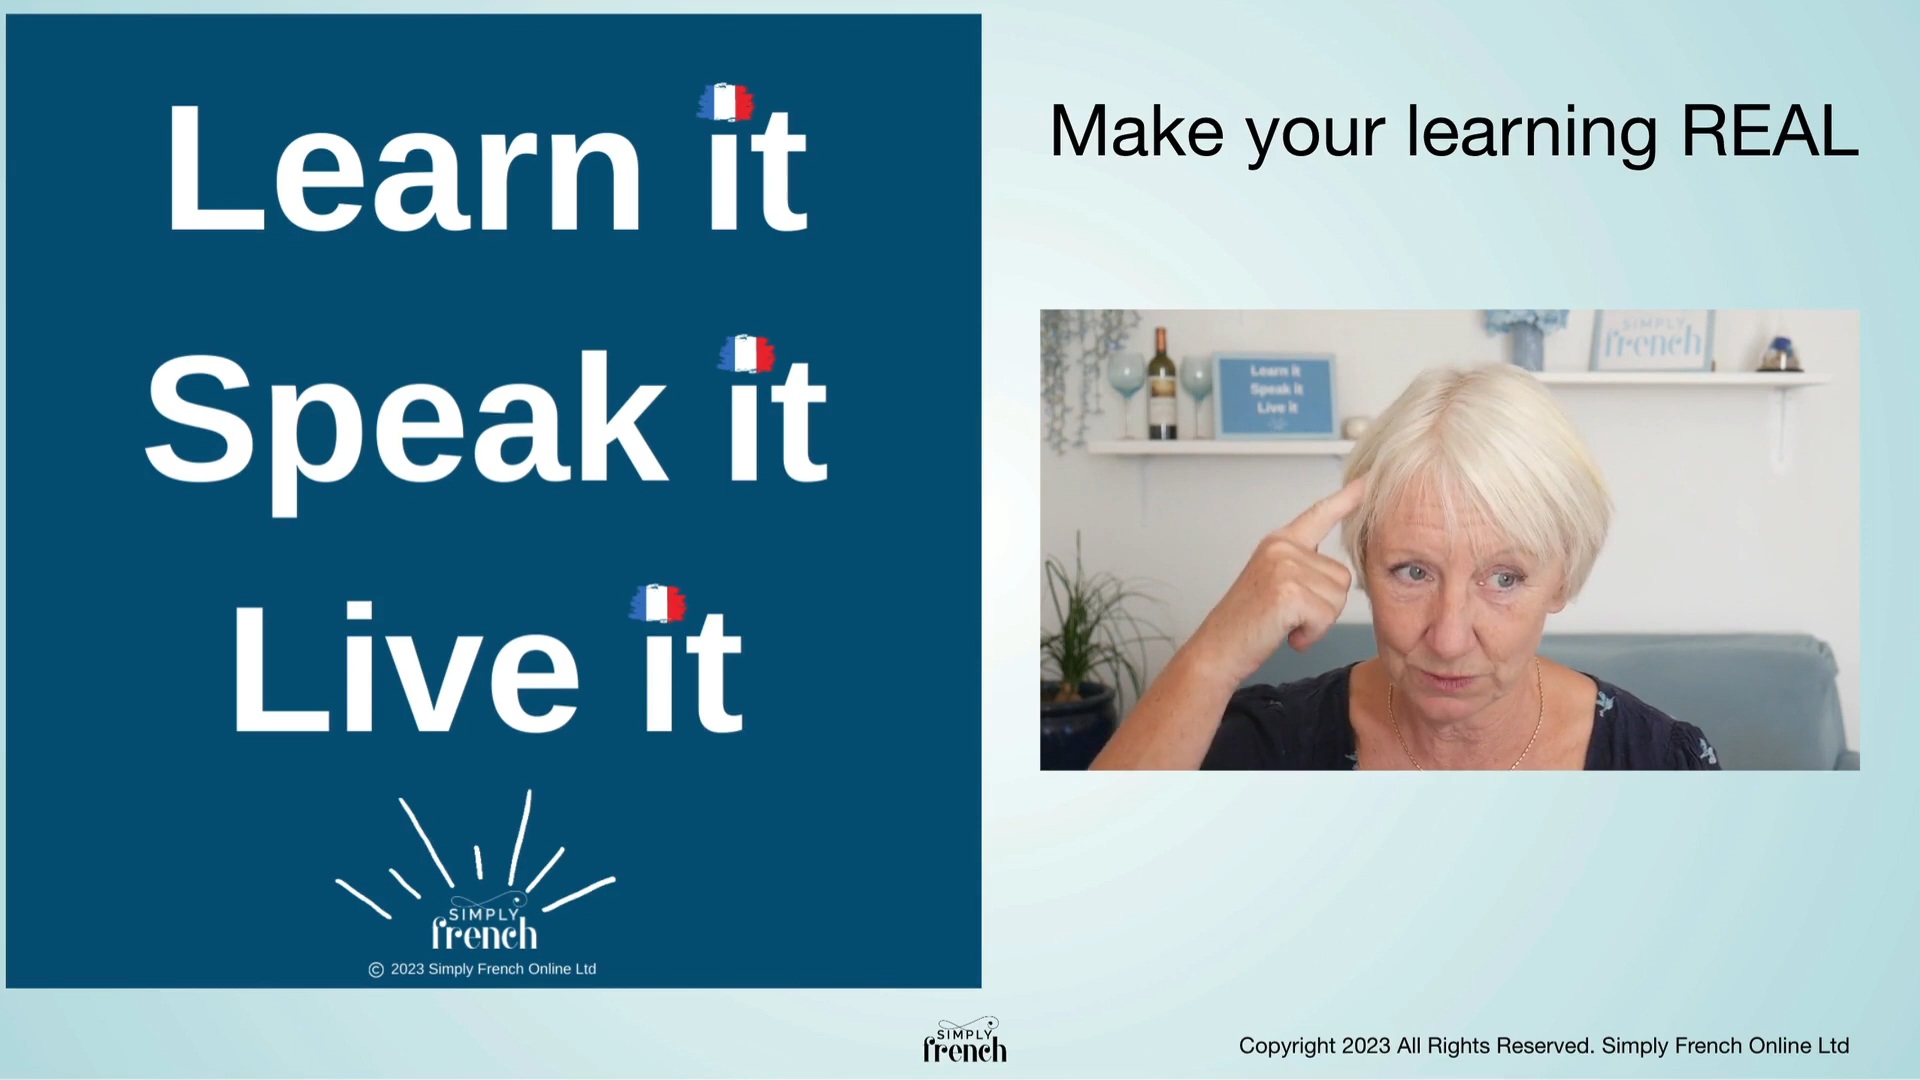 Learn it
Speak it
Live it
SIMPLY
french
© 2023 Simply French Online Ltd
Make your learning REAL
SIMPLY
french
Learn it
Speak it
Live it
SIMPLY
french
Copyright 2023 All Rights Reserved. Simply French Online Ltd